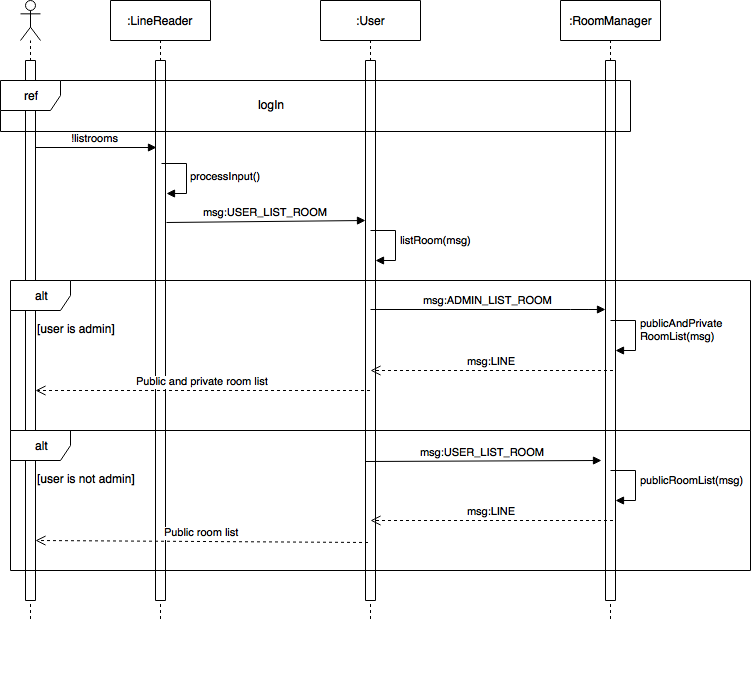 :LineReader
:User
:RoomManager
ref
logIn
!listrooms
processInput()
msg:USER_LIST_ROOM
listRoom(msg)
alt
msg:ADMIN_LIST_ROOM
[user is admin]
publicAndPrivate
RoomList(msg)
msg:LINE
Public and private room list
alt
msg:USER_LIST_ROOM
[user is not admin]
publicRoomList(msg)
msg:LINE
Public room list